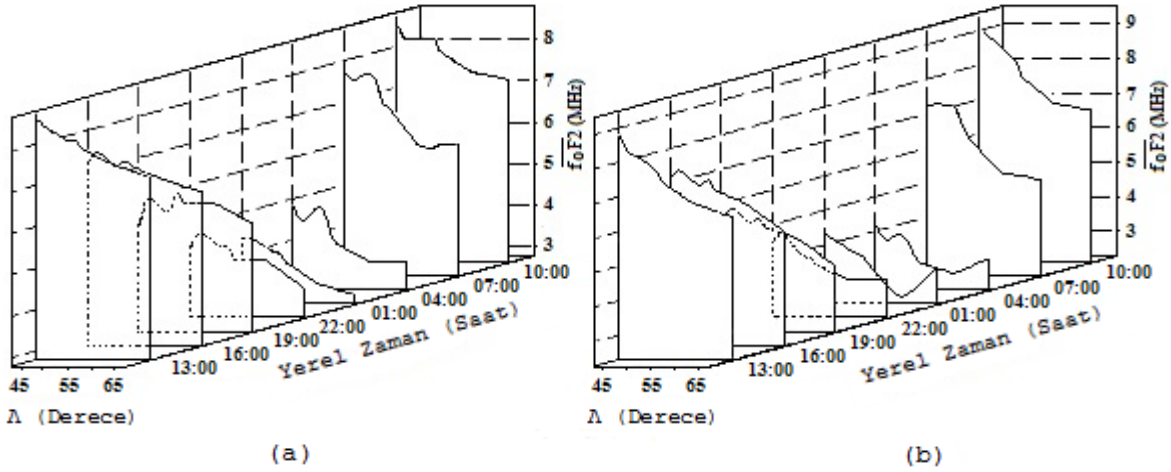 8
7
6
5
4
3
f₀F2 (MHz)
10:00
07:00
04:00
01:00
22:00
19:00
16:00
13:00
Yerel Zaman (Saat)
45 55 65
Λ (Derece)
(a)
9
8
7
6
5
4
3
f₀F2 (MHz)
10:00
07:00
04:00
01:00
22:00
19:00
16:00
13:00
Yerel Zaman (Saat)
45 55 65
Λ (Derece)
(b)